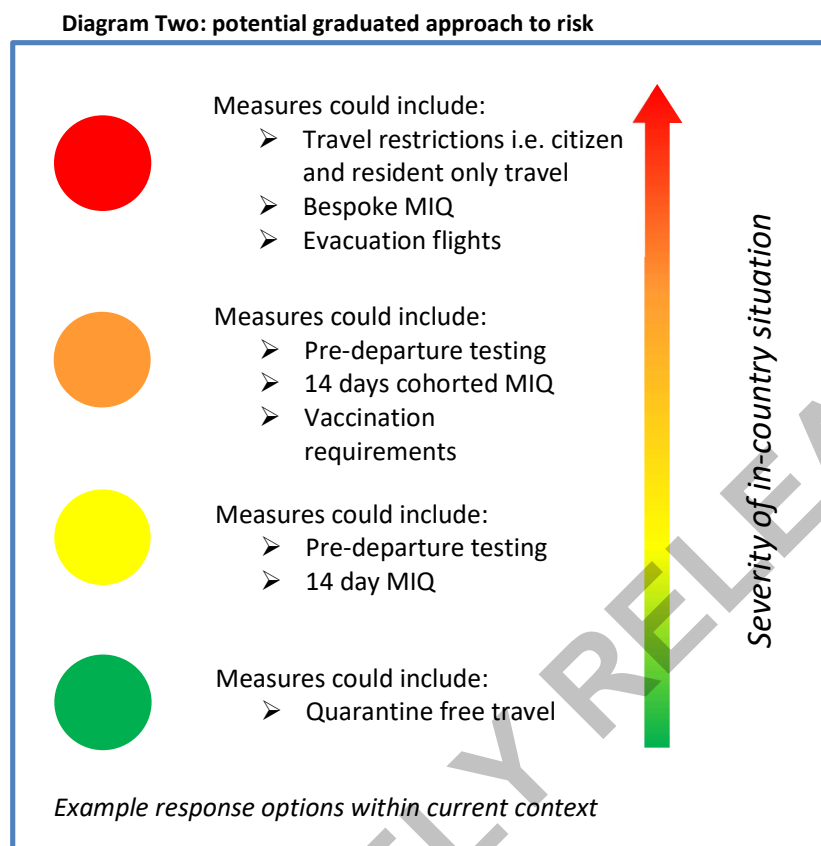 Diagram Two: potential graduated approach to risk
Measures could include:
➢ Travel restrictions i.e. citizen
and resident only travel
➢ Bespoke MIQ
➢ Evacuation flights
Measures could include:
➢ Pre-departure testing
➢ 14 days cohorted MIQ
➢ Vaccination
requirements
Measures could include:
➢ Pre-departure testing
➢ 14 day MIQ
Measures could include:
➢ Quarantine free travel
Severity of in-country situation
Example response options within current context
LY RELEA